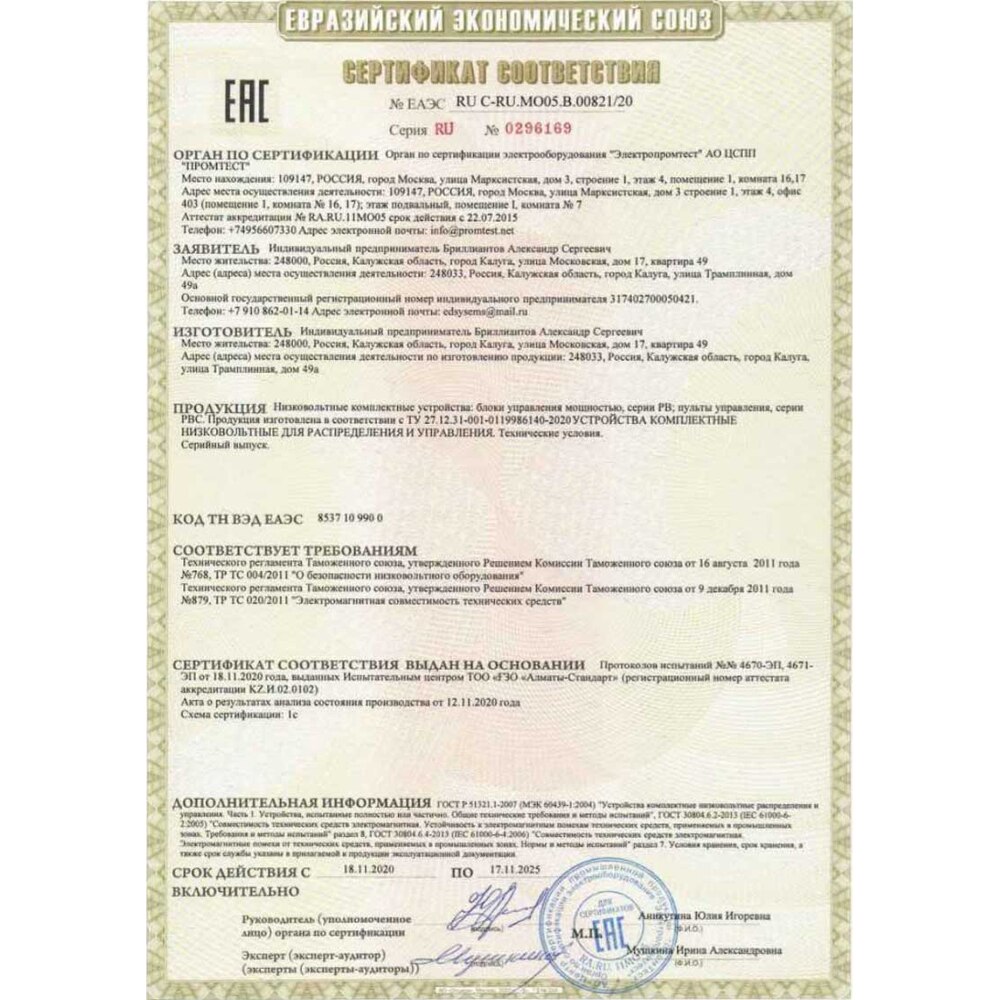 ЕВРАЗИЙСКИЙ ЭКОНОМИЧЕСКИЙ СОЮЗ
СЕРТИФИКАТ СООТВЕТСТВИЯ
EAC
№ ЕАЭС RU C-RU.МО05.В.00821/20
Серия RU № 0296169
ОРГАН ПО СЕРТИФИКАЦИИ Орган по сертификации электрооборудования "Электропромтест" АО ЦСПП
"ПРОМТЕСТ"
Место нахождения: 109147, РОССИЯ, город Москва, улица Марксистская, дом 3, строение 1, этаж 4, помещение 1, комната 16,17
Адрес места осуществления деятельности: 109147, РОССИЯ, город Москва, улица Марксистская, дом 3 строение 1, этаж 4, офис
403 (помещение 1, комната № 16, 17); этаж подвальный, помещение I, комната № 7
Аттестат аккредитации № RA.RU.11МО05 срок действия с 22.07.2015
Телефон: +74956607330 Адрес электронной почты: info@promtest.net
ЗАЯВИТЕЛЬ Индивидуальный предприниматель Бриллиантов Александр Сергеевич
Место жительства: 248000, Россия, Калужская область, город Калуга, улица Московская, дом 17, квартира 49
Адрес (адреса) места осуществления деятельности: 248033, Россия, Калужская область, город Калуга, улица Трамплинная, дом
49а
Основной государственный регистрационный номер индивидуального предпринимателя 317402700050421.
Телефон: +7 910 862-01-14 Адрес электронной почты: edsysems@mail.ru
ИЗГОТОВИТЕЛЬ Индивидуальный предприниматель Бриллиантов Александр Сергеевич
Место жительства: 248000, Россия, Калужская область, город Калуга, улица Московская, дом 17, квартира 49
Адрес (адреса) места осуществления деятельности по изготовлению продукции: 248033, Россия, Калужская область, город Калуга,
улица Трамплинная, дом 49а
ПРОДУКЦИЯ Низковольтные комплектные устройства: блоки управления мощностью, серии РВ; пульты управления, серии
РВС. Продукция изготовлена в соответствии с ТУ 27.12.31-001-0119986140-2020 УСТРОЙСТВА КОМПЛЕКТНЫЕ
НИЗКОВОЛЬТНЫЕ ДЛЯ РАСПРЕДЕЛЕНИЯ И УПРАВЛЕНИЯ. Технические условия.
Серийный выпуск.
КОД ТН ВЭД ЕАЭС 8537 10 990 0
СООТВЕТСТВУЕТ ТРЕБОВАНИЯМ
Технического регламента Таможенного союза, утвержденного Решением Комиссии Таможенного союза от 16 августа 2011 года
№768, ТР ТС 004/2011 "О безопасности низковольтного оборудования"
Технического регламента Таможенного союза, утвержденного Решением Комиссии Таможенного союза от 9 декабря 2011 года
№879, ТР ТС 020/2011 "Электромагнитная совместимость технических средств"
СЕРТИФИКАТ СООТВЕТСТВИЯ ВЫДАН НА ОСНОВАНИИ Протоколов испытаний №№ 4670-ЭП, 4671-
ЭП от 18.11.2020 года, выданных Испытательным центром ТОО «ҒЗО «Алматы-Стандарт» (регистрационный номер аттестата
аккредитации KZ.И.02.0102)
Акта о результатах анализа состояния производства от 12.11.2020 года
Схема сертификации: 1с
ДОПОЛНИТЕЛЬНАЯ ИНФОРМАЦИЯ ГОСТ Р 51321.1-2007 (МЭК 60439-1:2004) "Устройства комплектные низковольтные распределения и
управления. Часть 1. Устройства, испытанные полностью или частично. Общие технические требования и методы испытаний", ГОСТ 30804.6.2-2013 (IEC 61000-6-
2:2005) "Совместимость технических средств электромагнитная. Устойчивость к электромагнитным помехам технических средств, применяемых в промышленных
зонах. Требования и методы испытаний" раздел 8, ГОСТ 30804.6.4-2013 (IEC 61000-6-4:2006) "Совместимость технических средств электромагнитная.
Электромагнитные помехи от технических средств, применяемых в промышленных зонах. Нормы и методы испытаний" раздел 7. Условия хранения, срок хранения, а
также срок службы указаны в прилагаемой к продукции эксплуатационной документации.
СРОК ДЕЙСТВИЯ С 18.11.2020 ПО 17.11.2025
ВКЛЮЧИТЕЛЬНО
Руководитель (уполномоченное
лицо) органа по сертификации
Аникутина Юлия Игоревна
(Ф.И.О.)
М.П.
ДЛЯ
СЕРТИФИКАТОВ
EAC
Эксперт (эксперт-аудитор)
(эксперты (эксперты-аудиторы))
Мушкина Ирина Александровна
(Ф.И.О.)